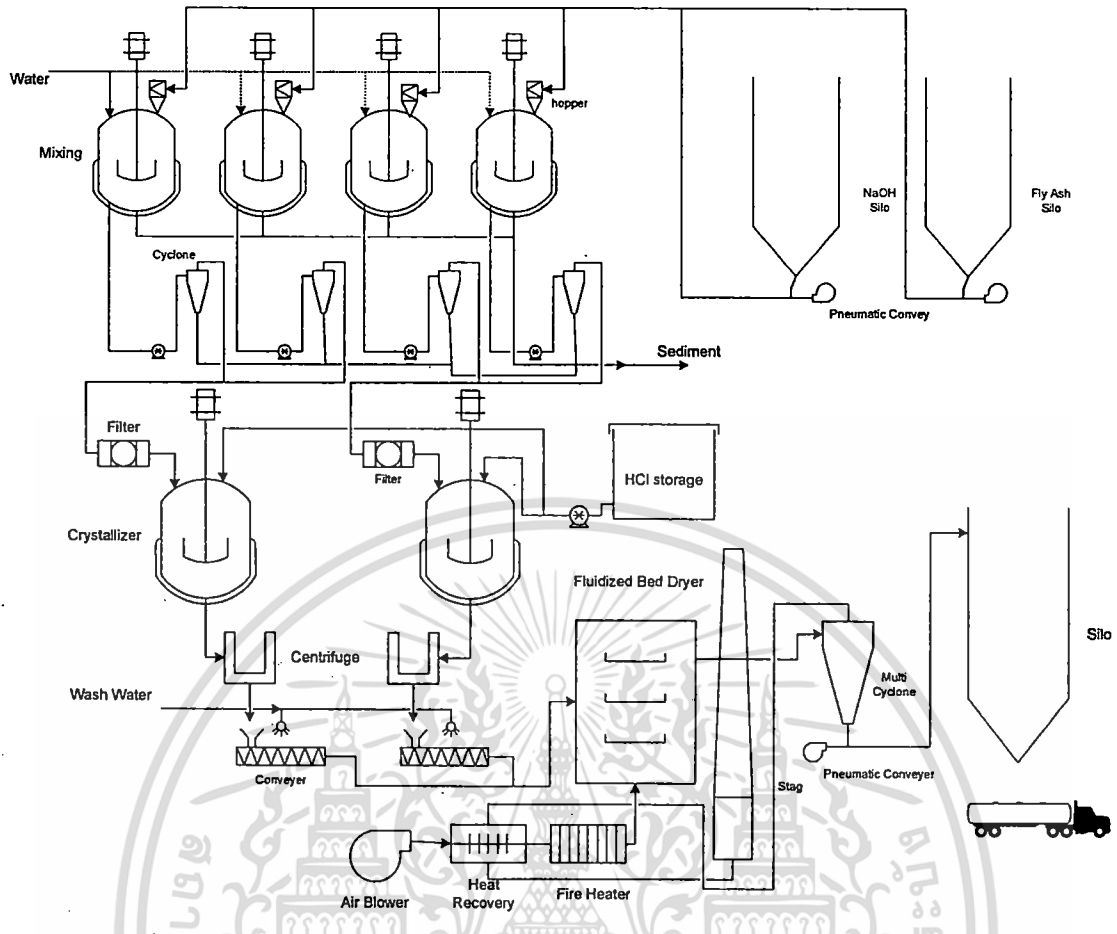 Water
hopper
Mixing
NaOH
Silo
Fly Ash
Silo
Cyclone
Pneumatic Convey
Sediment
Filter
Filter
HCl storage
Crystallizer
Fluidized Bed Dryer
Silo
Centrifuge
Multi
Cyclone
Wash Water
Conveyer
Pneumatic Conveyer
Stag
Air Blower
Heat
Recovery
Fire Heater